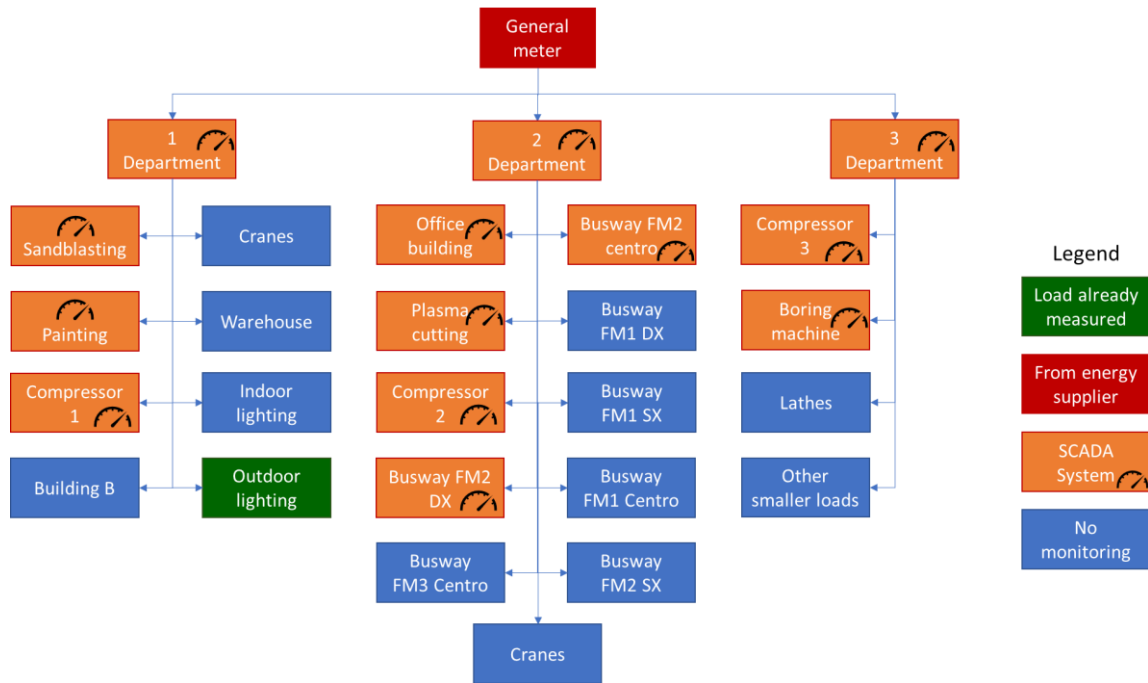 General
meter
1
Department
2
Department
3
Department
Sandblasting
Cranes
Painting
Warehouse
Compressor
1
Indoor
lighting
Building B
Outdoor
lighting
Office
building
Busway FM2
centro
Plasma
cutting
Busway
FM1 DX
Compressor
2
Busway
FM1 SX
Busway FM2
DX
Busway
FM1 Centro
Busway
FM3 Centro
Busway
FM2 SX
Cranes
Compressor
3
Boring
machine
Lathes
Other
smaller loads
Legend
Load already
measured
From energy
supplier
SCADA
System
No
monitoring